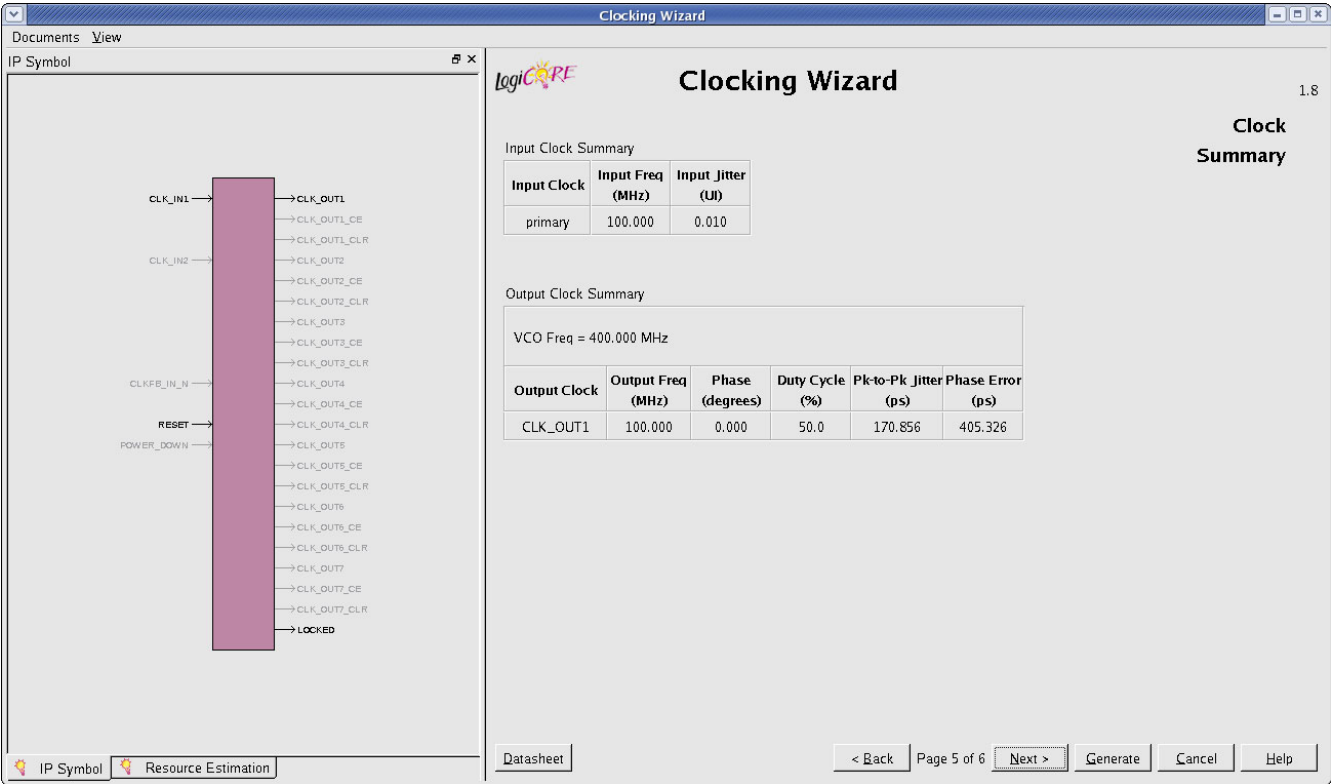 Clocking Wizard
Documents View
IP Symbol
LogiCORE
Clocking Wizard
1.8
Clock
Summary
CLK_IN1
CLK_IN2
CLKFB_IN_N
RESET
POWER_DOWN
CLK_OUT1
CLK_OUT1_CE
CLK_OUT1_CLR
CLK_OUT2
CLK_OUT2_CE
CLK_OUT2_CLR
CLK_OUT3
CLK_OUT3_CE
CLK_OUT3_CLR
CLK_OUT4
CLK_OUT4_CE
CLK_OUT4_CLR
CLK_OUT5
CLK_OUT5_CE
CLK_OUT5_CLR
CLK_OUT6
CLK_OUT6_CE
CLK_OUT6_CLR
CLK_OUT7
CLK_OUT7_CE
CLK_OUT7_CLR
LOCKED
Input Clock Summary
Input Clock Input Freq (MHz) Input Jitter (UI)
primary 100.000 0.010
Output Clock Summary
VCO Freq = 400.000 MHz
Output Clock Output Freq (MHz) Phase (degrees) Duty Cycle (%) Pk-to-Pk Jitter (ps) Phase Error (ps)
CLK_OUT1 100.000 0.000 50.0 170.856 405.326
IP Symbol Resource Estimation
Datasheet < Back Page 5 of 6 Next > Generate Cancel Help